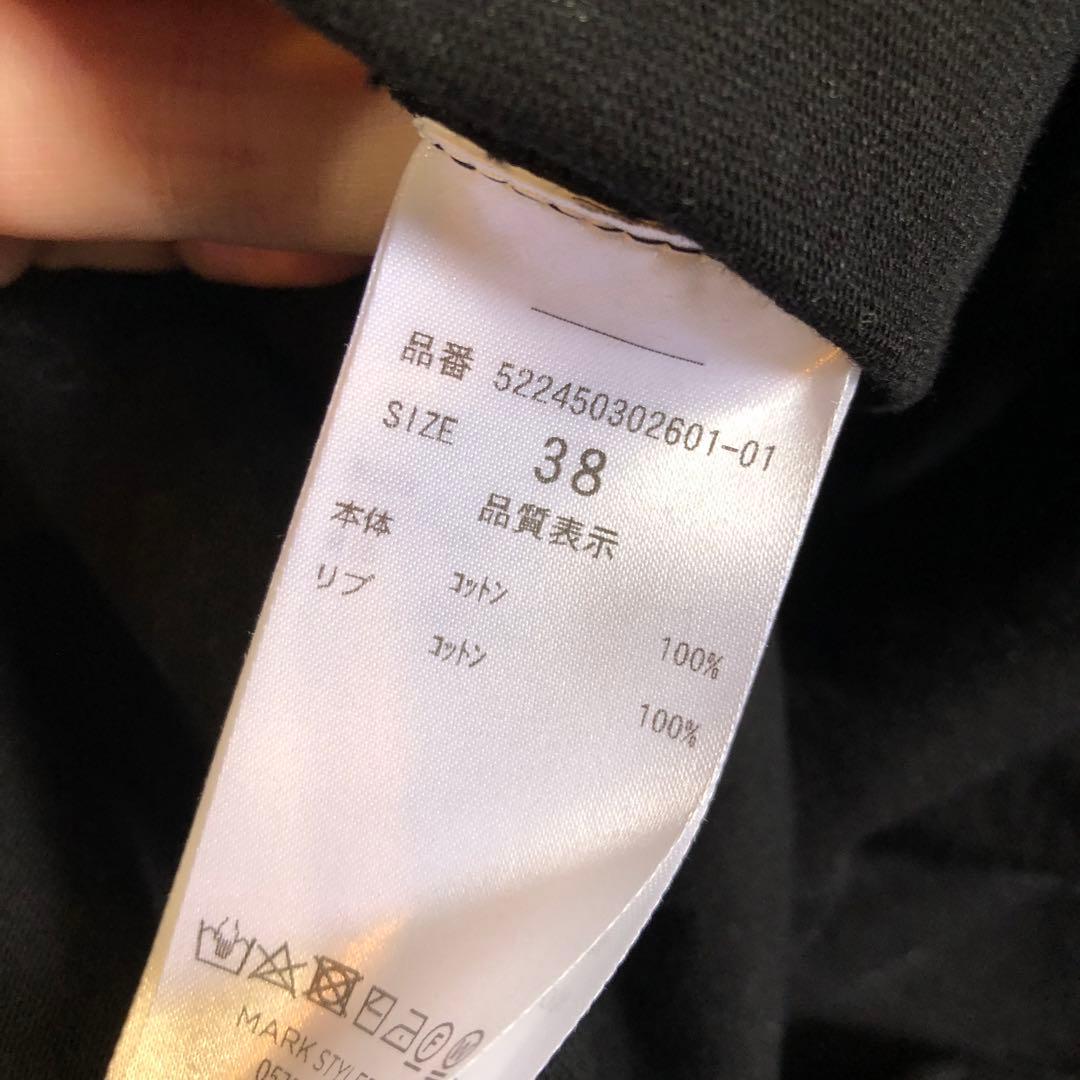 品番 522450302601-01
SIZE 38
品質表示
本体 コットン 100%
リブ コットン 100%
MARK STYLE